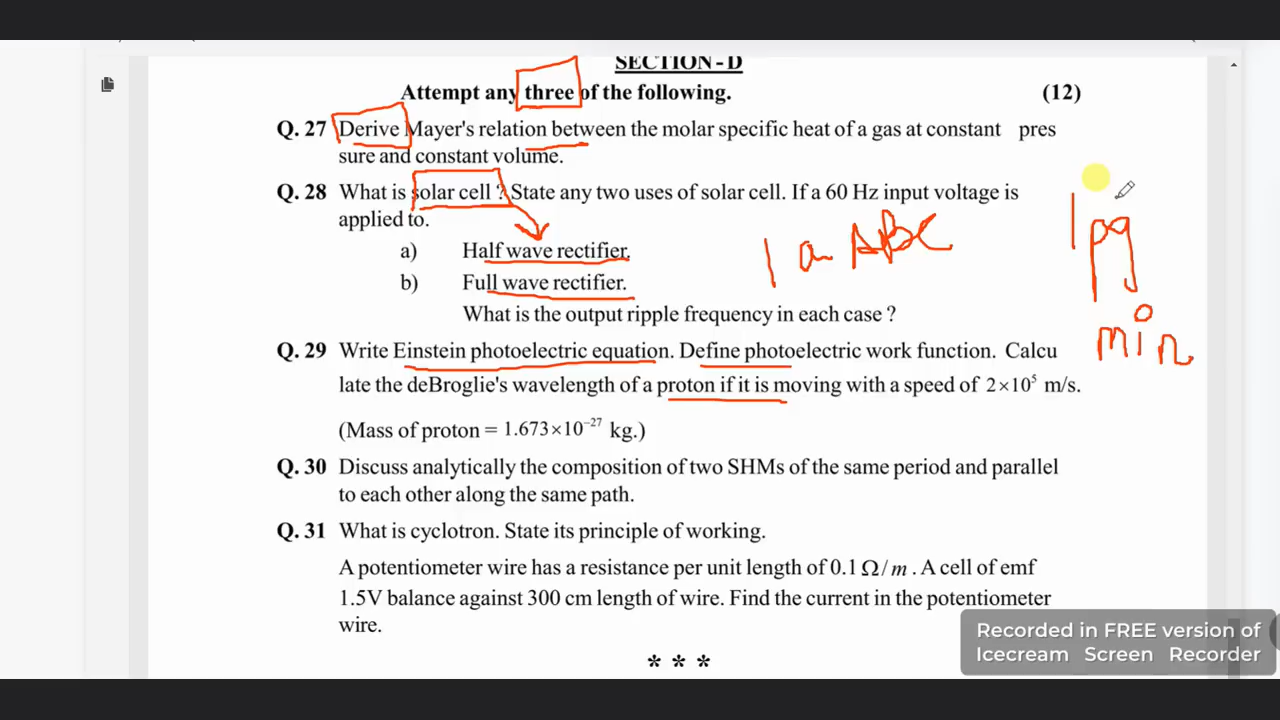 SECTION - D
Attempt any three of the following. (12)
Q. 27 Derive Mayer's relation between the molar specific heat of a gas at constant pres
sure and constant volume.
Q. 28 What is solar cell ? State any two uses of solar cell. If a 60 Hz input voltage is
applied to.
a) Half wave rectifier.
b) Full wave rectifier.
What is the output ripple frequency in each case ?
1 a ABC
1 pg
min
Q. 29 Write Einstein photoelectric equation. Define photoelectric work function. Calcu
late the deBroglie's wavelength of a proton if it is moving with a speed of 2×10⁵ m/s.
(Mass of proton = 1.673×10⁻²⁷ kg.)
Q. 30 Discuss analytically the composition of two SHMs of the same period and parallel
to each other along the same path.
Q. 31 What is cyclotron. State its principle of working.
A potentiometer wire has a resistance per unit length of 0.1 Ω/m . A cell of emf
1.5V balance against 300 cm length of wire. Find the current in the potentiometer
wire.
* * *
Recorded in FREE version of
Icecream Screen Recorder